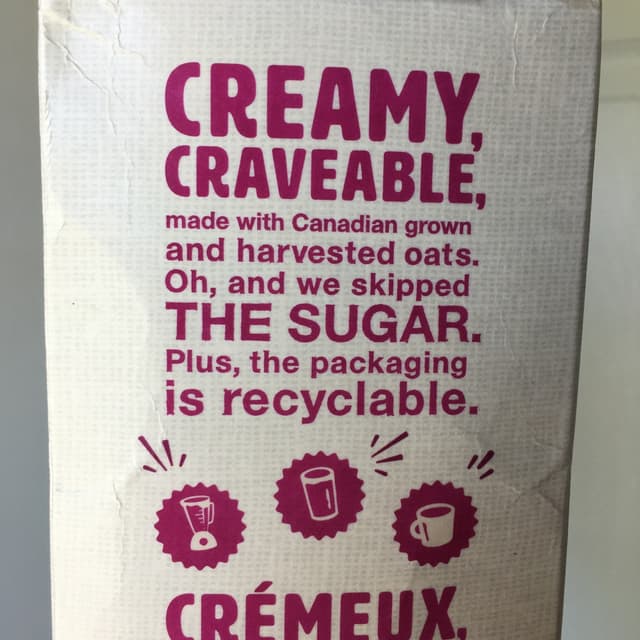 CREAMY,
CRAVEABLE,
made with Canadian grown
and harvested oats.
Oh, and we skipped
THE SUGAR.
Plus, the packaging
is recyclable.
CRÉMEUX,